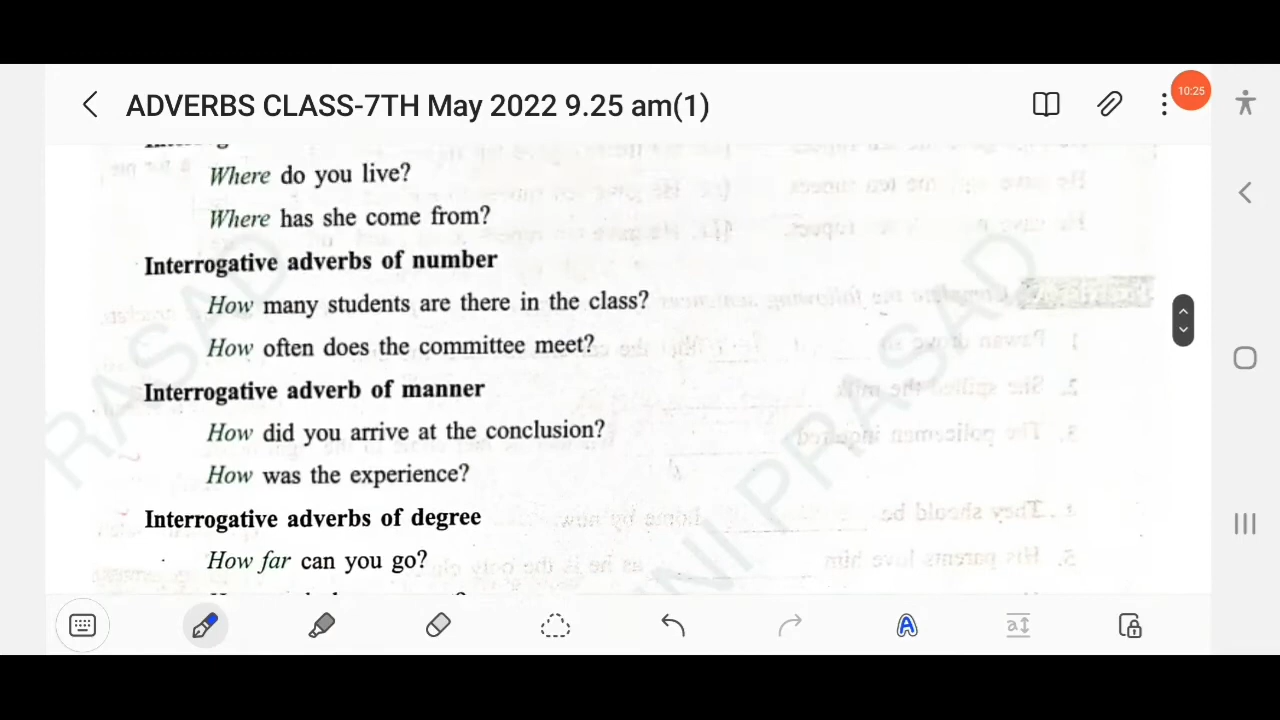 ADVERBS CLASS-7TH May 2022 9.25 am(1)
10:25
Where do you live?
Where has she come from?
Interrogative adverbs of number
How many students are there in the class?
How often does the committee meet?
Interrogative adverb of manner
How did you arrive at the conclusion?
How was the experience?
Interrogative adverbs of degree
How far can you go?